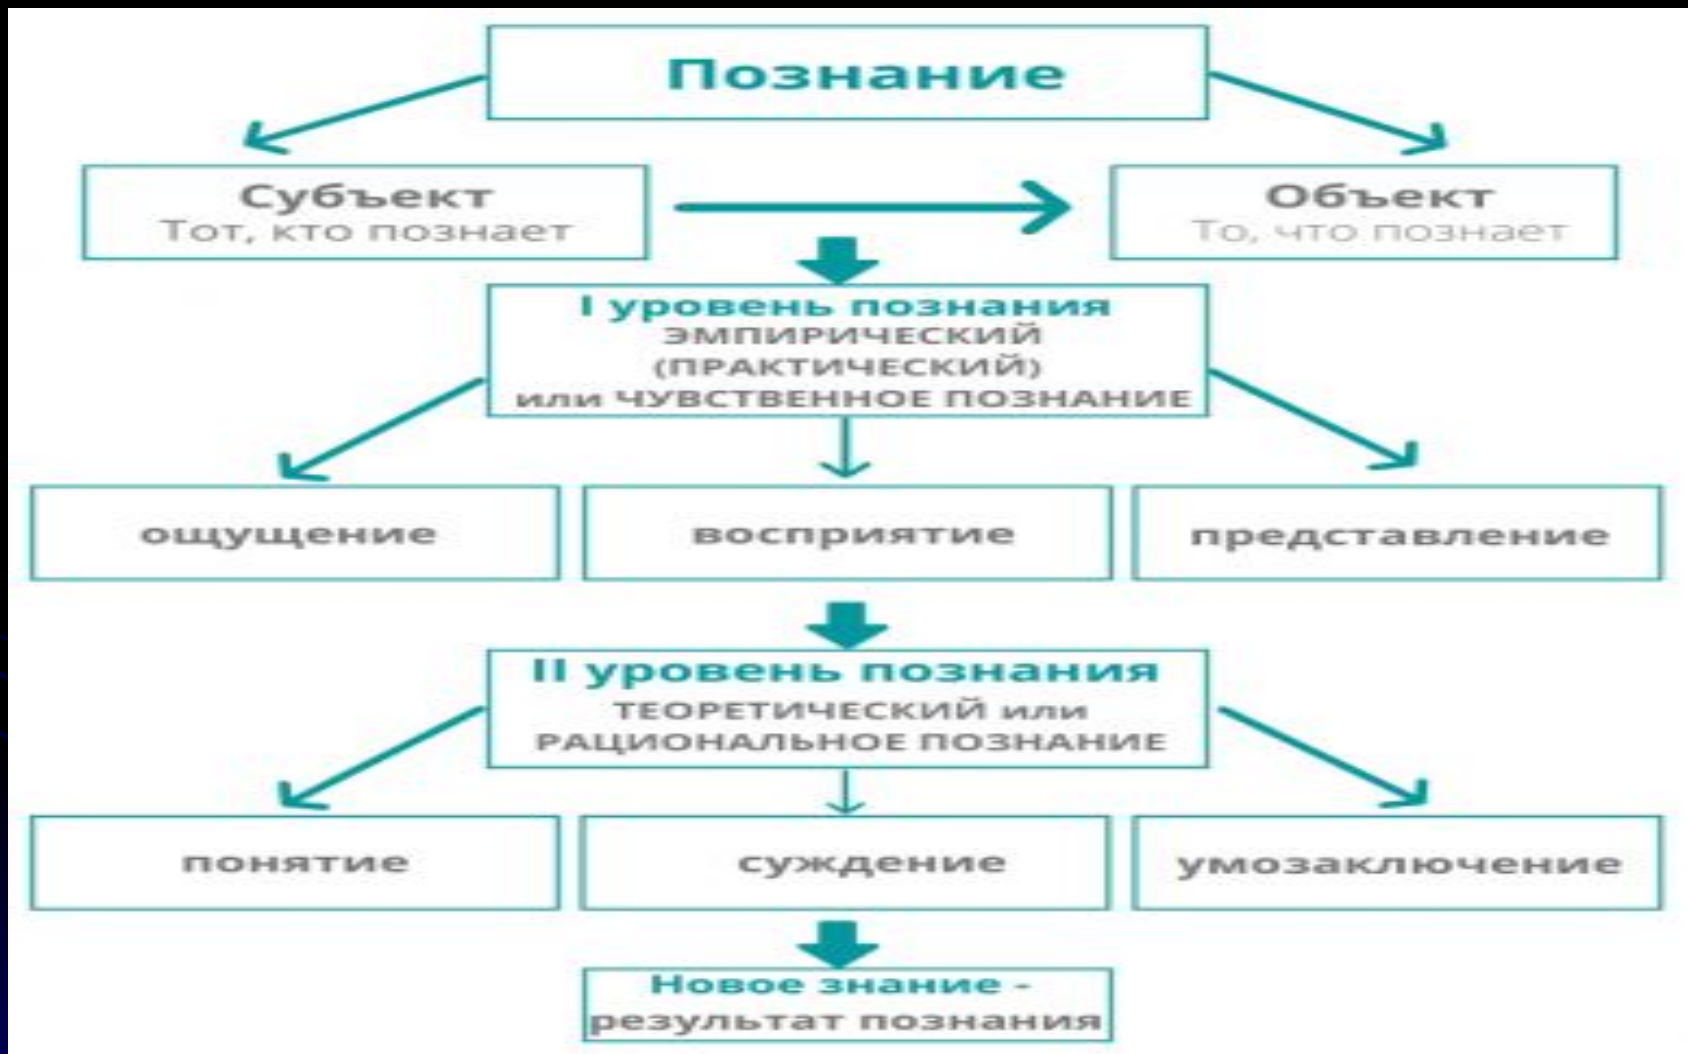 Познание
Субъект
Тот, кто познает
Объект
То, что познает
I уровень познания
ЭМПИРИЧЕСКИЙ
(ПРАКТИЧЕСКИЙ)
или ЧУВСТВЕННОЕ ПОЗНАНИЕ
ощущение
восприятие
представление
II уровень познания
ТЕОРЕТИЧЕСКИЙ или
РАЦИОНАЛЬНОЕ ПОЗНАНИЕ
понятие
суждение
умозаключение
Новое знание -
результат познания